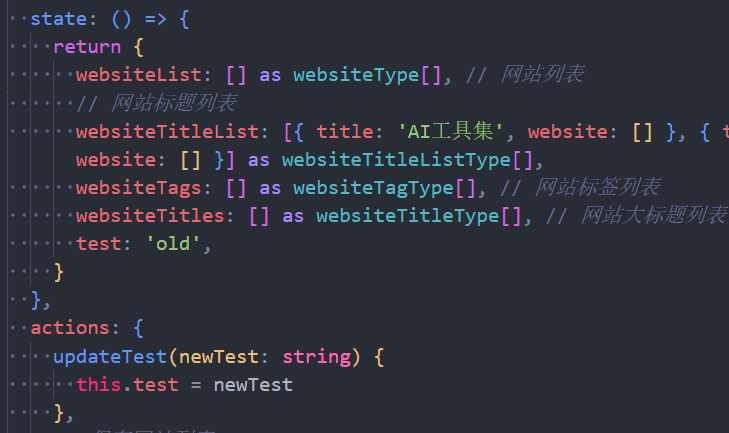 state: () => {
return {
websiteList: [] as websiteType[], // 网站列表
// 网站标题列表
websiteTitleList: [{ title: 'AI工具集', website: [] }, {
website: [] }] as websiteTitleListType[],
websiteTags: [] as websiteTagType[], // 网站标签列表
websiteTitles: [] as websiteTitleType[], // 网站大标题列表
test: 'old',
}
},
actions: {
updateTest(newTest: string) {
this.test = newTest
},